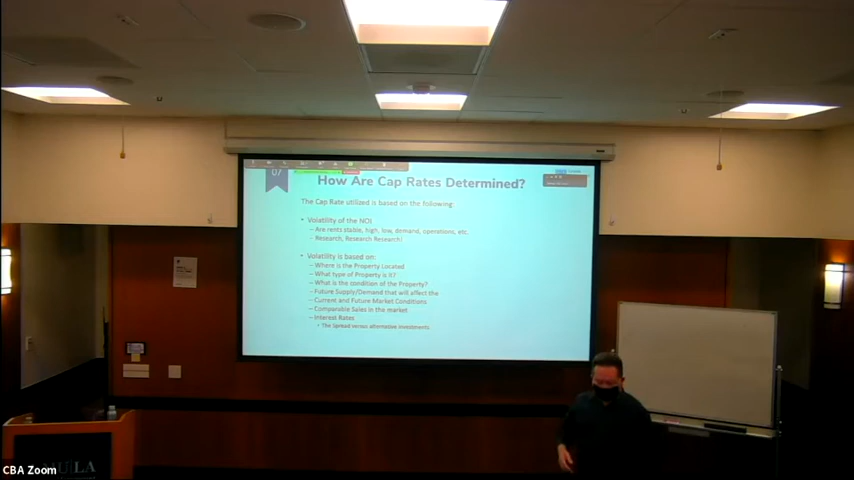 07
How Are Cap Rates Determined?
The Cap Rate utilized is based on the following:
• Volatility of the NOI
– Are rents stable, high, low, demand, operations, etc.
– Research, Research Research!
• Volatility is based on:
– Where is the Property Located
– What type of Property is it?
– What is the condition of the Property?
– Future Supply/Demand that will affect the
– Current and Future Market Conditions
– Comparable Sales in this market
– Interest Rates
• The Spread versus alternative investments
LA
CBA Zoom